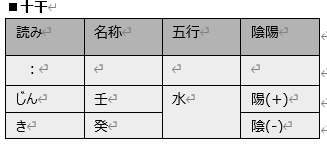 ■十干
読み 名称 五行 陰陽
：
じん 壬 水 陽(+)
き 癸 陰(-)